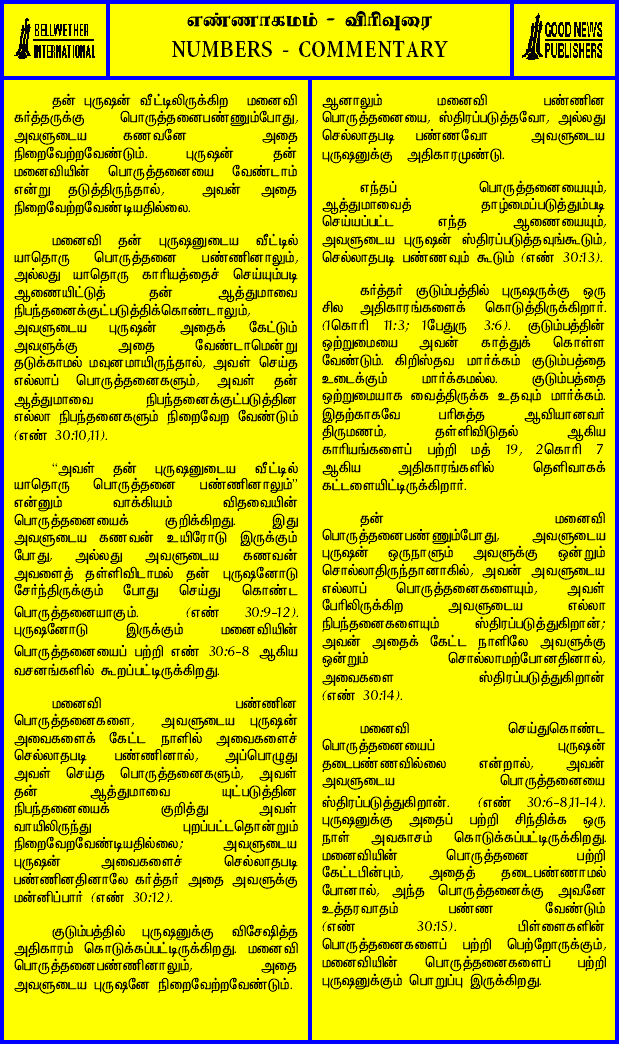 BELLWETHER
INTERNATIONAL
எண்ணாகமம் - விரிவுரை
NUMBERS - COMMENTARY
GOOD NEWS
PUBLISHERS
தன் புருஷன் வீட்டிலிருக்கிற மனைவி
கர்த்தருக்கு பொருத்தனைபண்ணும்போது,
அவளுடைய கணவனே அதை
நிறைவேற்றவேண்டும். புருஷன் தன்
மனைவியின் பொருத்தனையை வேண்டாம்
என்று தடுத்திருந்தால், அவன் அதை
நிறைவேற்றவேண்டியதில்லை.
மனைவி தன் புருஷனுடைய வீட்டில்
யாதொரு பொருத்தனை பண்ணினாலும்,
அல்லது யாதொரு காரியத்தைச் செய்யும்படி
ஆணையிட்டுத் தன் ஆத்துமாவை
நிபந்தனைக்குட்படுத்திக்கொண்டாலும்,
அவளுடைய புருஷன் அதைக் கேட்டும்
அவளுக்கு அதை வேண்டாமென்று
தடுக்காமல் மவுனமாயிருந்தால், அவள் செய்த
எல்லாப் பொருத்தனைகளும், அவள் தன்
ஆத்துமாவை நிபந்தனைக்குட்படுத்தின
எல்லா நிபந்தனைகளும் நிறைவேற வேண்டும்
(எண் 30:10,11).
“அவள் தன் புருஷனுடைய வீட்டில்
யாதொரு பொருத்தனை பண்ணினாலும்”
என்னும் வாக்கியம் விதவையின்
பொருத்தனையைக் குறிக்கிறது. இது
அவளுடைய கணவன் உயிரோடு இருக்கும்
போது, அல்லது அவளுடைய கணவன்
அவளைத் தள்ளிவிடாமல் தன் புருஷனோடு
சேர்ந்திருக்கும் போது செய்து கொண்ட
பொருத்தனையாகும். (எண் 30:9-12).
புருஷனோடு இருக்கும் மனைவியின்
பொருத்தனையைப் பற்றி எண் 30:6-8 ஆகிய
வசனங்களில் கூறப்பட்டிருக்கிறது.
மனைவி பண்ணின
பொருத்தனைகளை, அவளுடைய புருஷன்
அவைகளைக் கேட்ட நாளில் அவைகளைச்
செல்லாதபடி பண்ணினால், அப்பொழுது
அவள் செய்த பொருத்தனைகளும், அவள்
தன் ஆத்துமாவை யுட்படுத்தின
நிபந்தனையைக் குறித்து அவள்
வாயிலிருந்து புறப்பட்டதொன்றும்
நிறைவேறவேண்டியதில்லை; அவளுடைய
புருஷன் அவைகளைச் செல்லாதபடி
பண்ணினதினாலே கர்த்தர் அதை அவளுக்கு
மன்னிப்பார் (எண் 30:12).
குடும்பத்தில் புருஷனுக்கு விசேஷித்த
அதிகாரம் கொடுக்கப்பட்டிருக்கிறது. மனைவி
பொருத்தனைபண்ணினாலும், அதை
அவளுடைய புருஷனே நிறைவேற்றவேண்டும்.
ஆனாலும் மனைவி பண்ணின
பொருத்தனையை, ஸ்திரப்படுத்தவோ, அல்லது
செல்லாதபடி பண்ணவோ அவளுடைய
புருஷனுக்கு அதிகாரமுண்டு.
எந்தப் பொருத்தனையையும்,
ஆத்துமாவைத் தாழ்மைப்படுத்தும்படி
செய்யப்பட்ட எந்த ஆணையையும்,
அவளுடைய புருஷன் ஸ்திரப்படுத்தவுங்கூடும்,
செல்லாதபடி பண்ணவும் கூடும் (எண் 30:13).
கர்த்தர் குடும்பத்தில் புருஷருக்கு ஒரு
சில அதிகாரங்களைக் கொடுத்திருக்கிறார்.
(1கொரி 11:3; 1பேதுரு 3:6). குடும்பத்தின்
ஒற்றுமையை அவன் காத்துக் கொள்ள
வேண்டும். கிறிஸ்தவ மார்க்கம் குடும்பத்தை
உடைக்கும் மார்க்கமல்ல. குடும்பத்தை
ஒற்றுமையாக வைத்திருக்க உதவும் மார்க்கம்.
இதற்காகவே பரிசுத்த ஆவியானவர்
திருமணம், தள்ளிவிடுதல் ஆகிய
காரியங்களைப் பற்றி மத் 19, 2கொரி 7
ஆகிய அதிகாரங்களில் தெளிவாகக்
கட்டளையிட்டிருக்கிறார்.
தன் மனைவி
பொருத்தனைபண்ணும்போது, அவளுடைய
புருஷன் ஒருநாளும் அவளுக்கு ஒன்றும்
சொல்லாதிருந்தானாகில், அவன் அவளுடைய
எல்லாப் பொருத்தனைகளையும், அவள்
பேரிலிருக்கிற அவளுடைய எல்லா
நிபந்தனைகளையும் ஸ்திரப்படுத்துகிறான்;
அவன் அதைக் கேட்ட நாளிலே அவளுக்கு
ஒன்றும் சொல்லாமற்போனதினால்,
அவைகளை ஸ்திரப்படுத்துகிறான்
(எண் 30:14).
மனைவி செய்துகொண்ட
பொருத்தனையைப் புருஷன்
தடைபண்ணவில்லை என்றால், அவன்
அவளுடைய பொருத்தனையை
ஸ்திரப்படுத்துகிறான். (எண் 30:6-8,11-14).
புருஷனுக்கு அதைப் பற்றி சிந்திக்க ஒரு
நாள் அவகாசம் கொடுக்கப்பட்டிருக்கிறது.
மனைவியின் பொருத்தனை பற்றி
கேட்டபின்பும், அதைத் தடைபண்ணாமல்
போனால், அந்த பொருத்தனைக்கு அவனே
உத்தரவாதம் பண்ண வேண்டும்
(எண் 30:15). பிள்ளைகளின்
பொருத்தனைகளைப் பற்றி பெற்றோருக்கும்,
மனைவியின் பொருத்தனைகளைப் பற்றி
புருஷனுக்கும் பொறுப்பு இருக்கிறது.